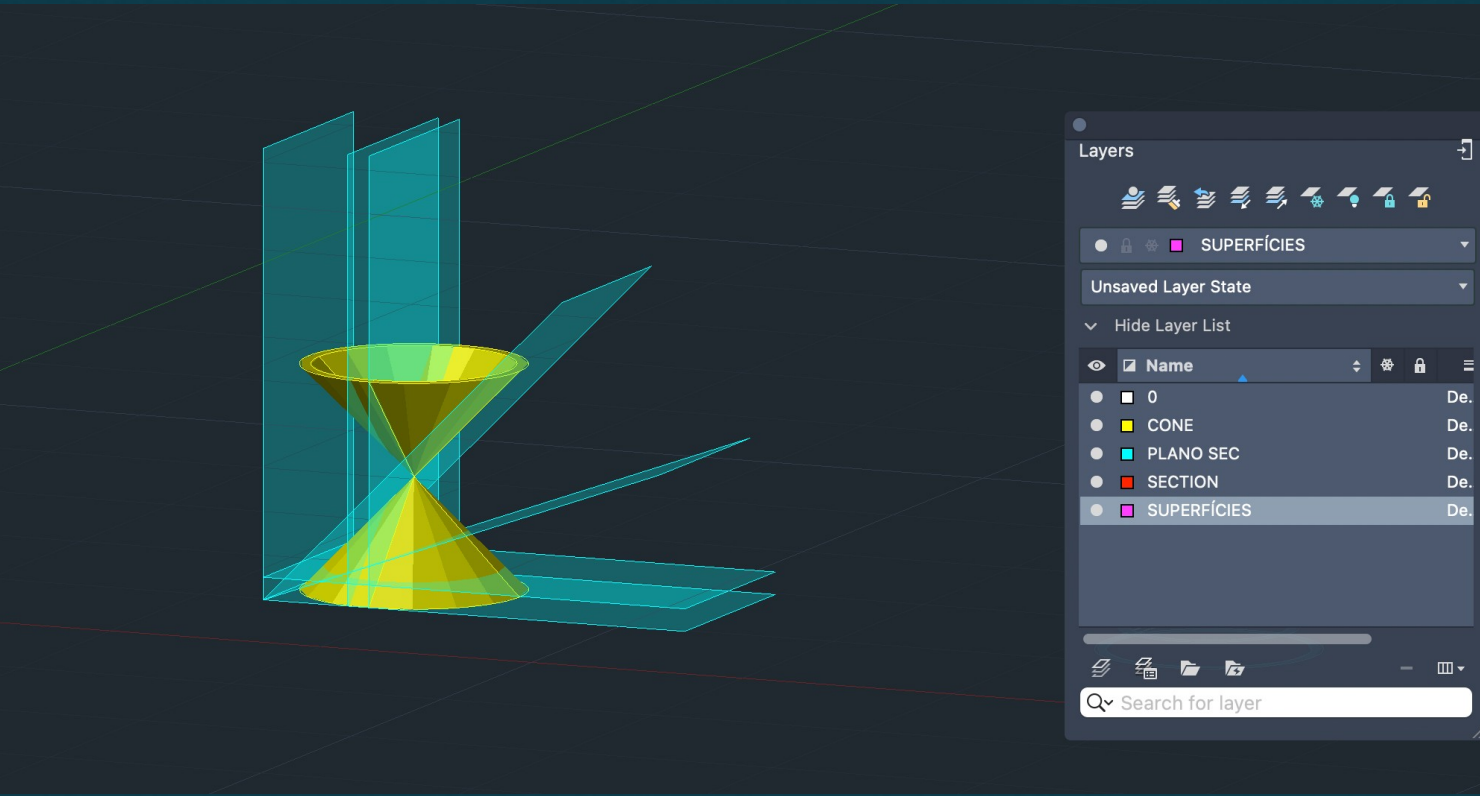 Layers
SUPERFÍCIES
Unsaved Layer State
Hide Layer List
Name
0 De.
CONE De.
PLANO SEC De.
SECTION De.
SUPERFÍCIES De.
Search for layer